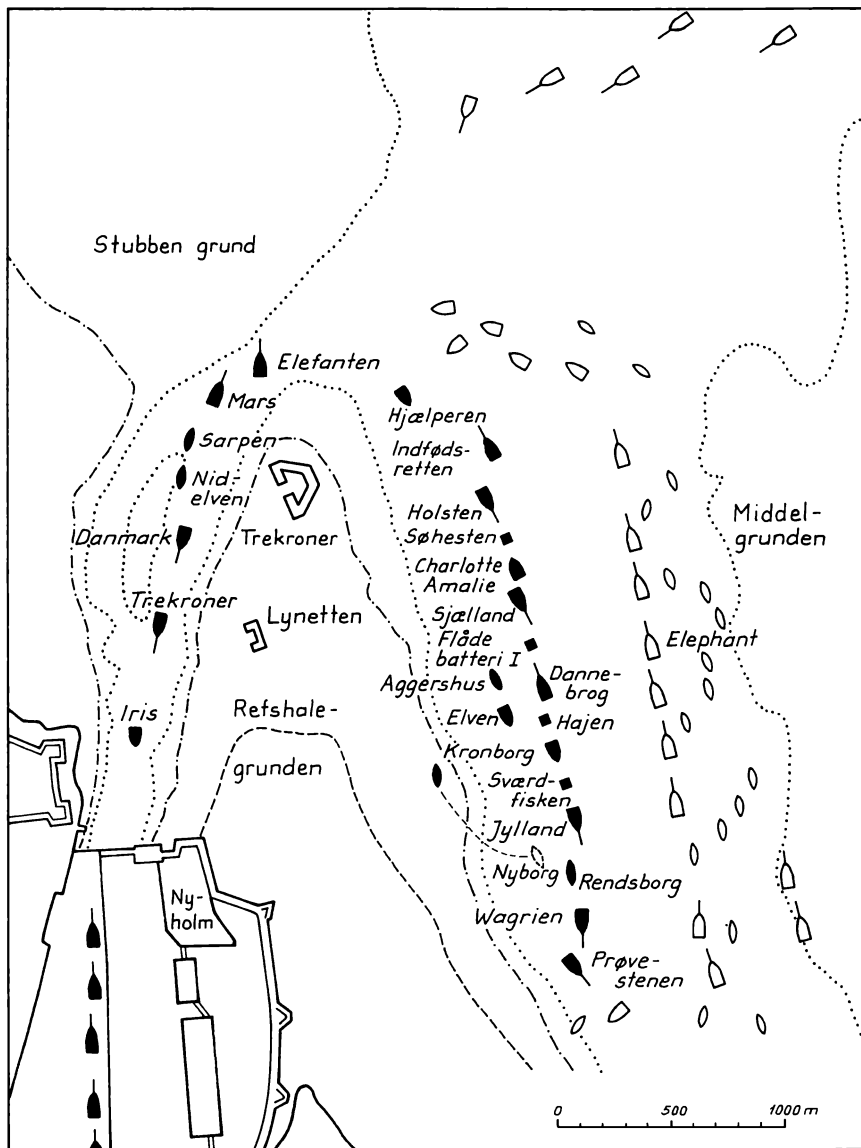 Stubben grund
Elefanten
Mars
Hjælperen
Sarpen
Indføds-
retten
Nid-
elven
Holsten
Middel-
grunden
Danmark
Trekroner
Søhesten
Charlotte
Amalie
Trekroner
Lynetten
Sjælland
Flåde
batteri I
Elephant
Aggershus
Danne-
brog
Iris
Refshale-
grunden
Elven
Hajen
Kronborg
Sværd-
fisken
Jylland
Nyborg
Rendsborg
Ny-
holm
Wagrien
Prøve-
stenen
0 500 1000 m